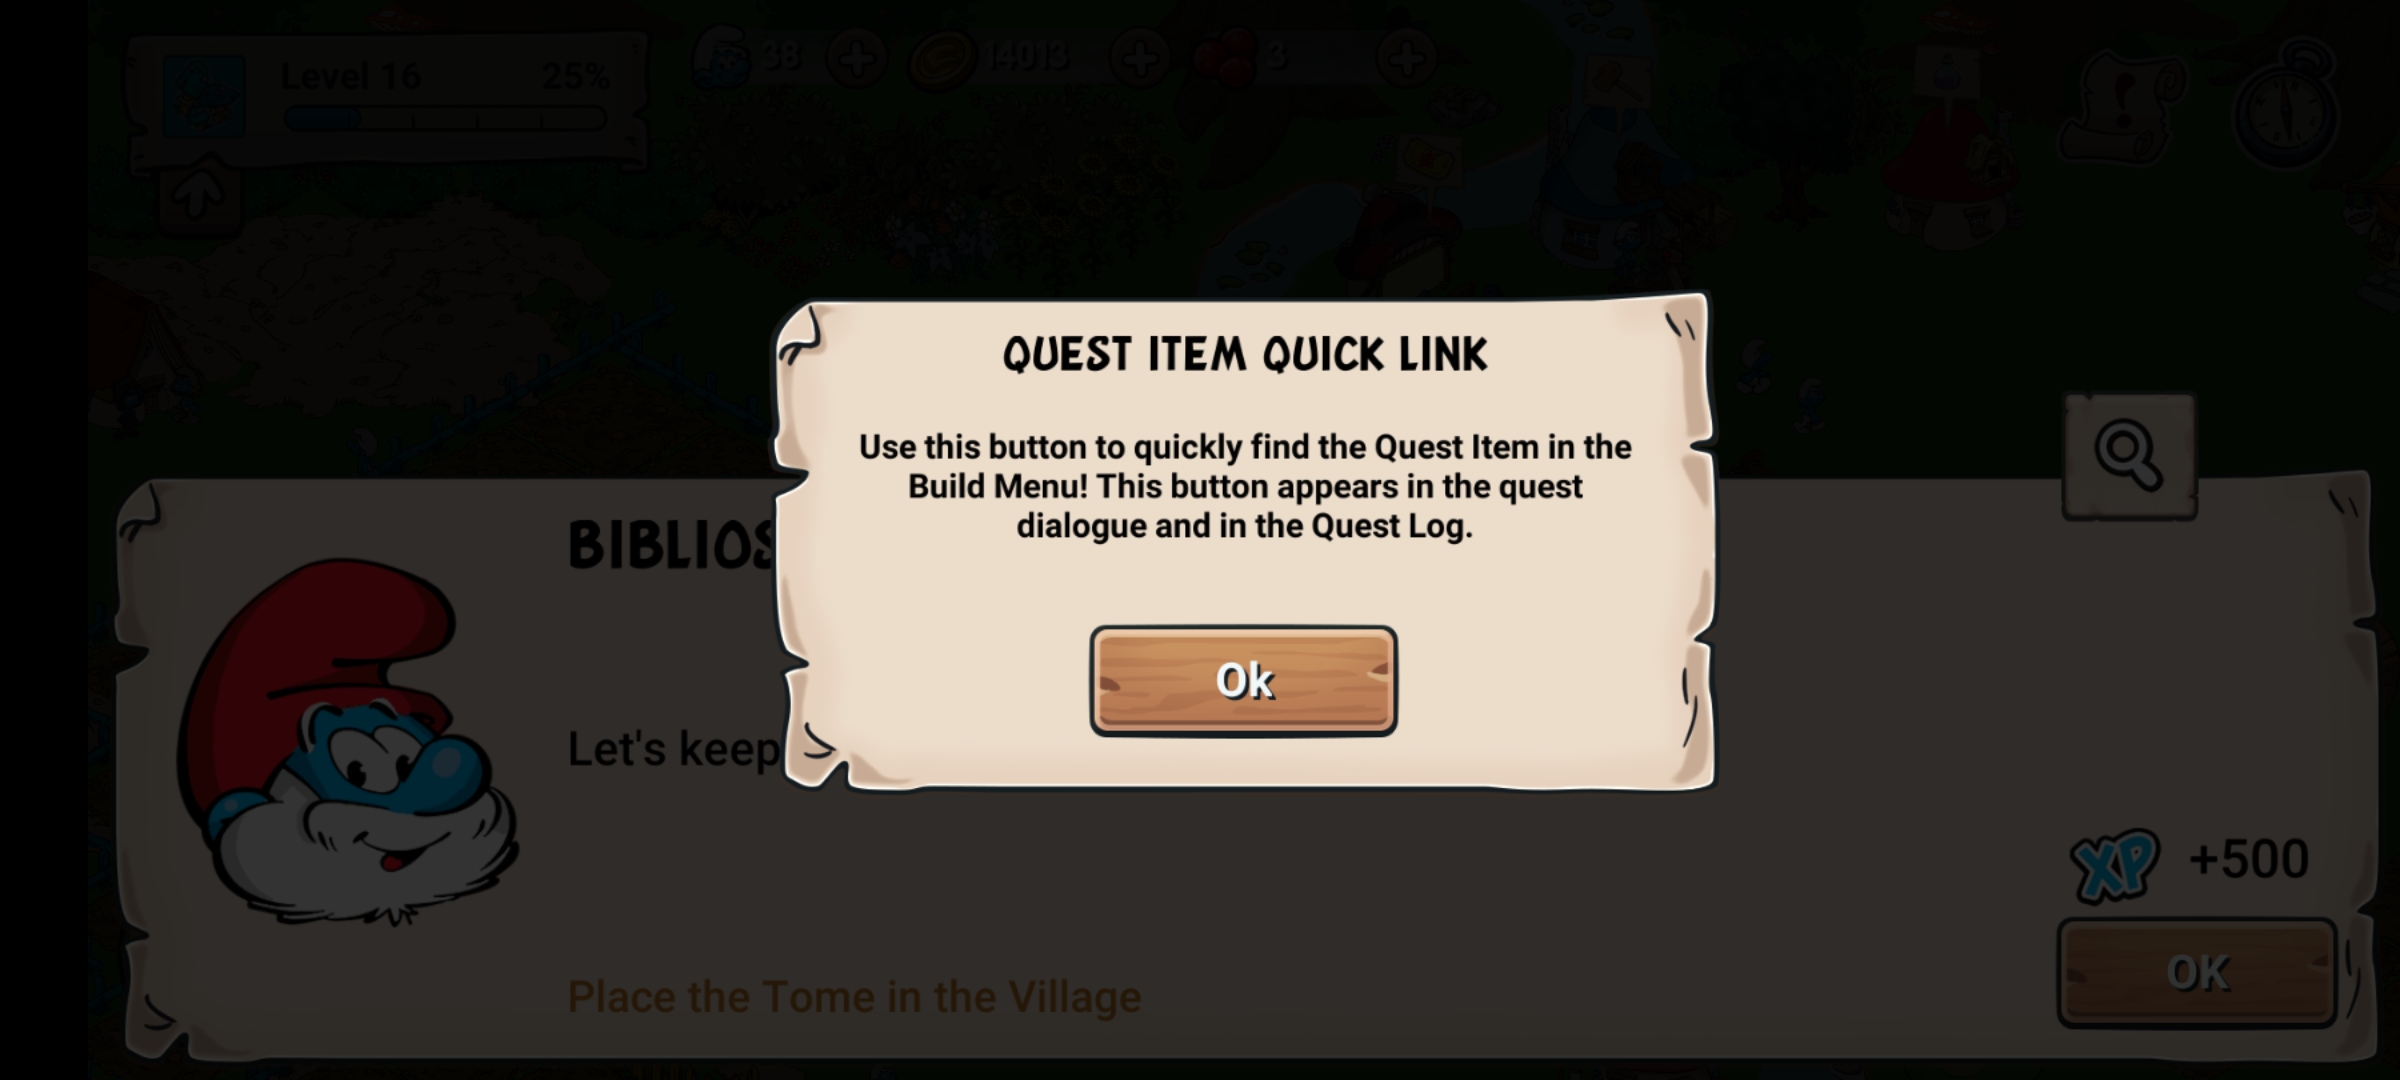 Level 16 25%
38 14013 3
QUEST ITEM QUICK LINK
Use this button to quickly find the Quest Item in the
Build Menu! This button appears in the quest
dialogue and in the Quest Log.
Ok
Let's keep
XP +500
OK
Place the Tome in the Village